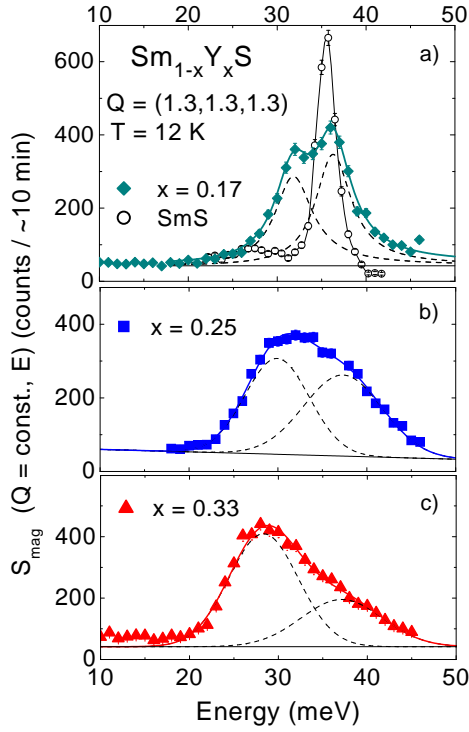 10 20 30 40 50
Sm1-xYxS
a)
Q = (1.3,1.3,1.3)
T = 12 K
x = 0.17
SmS
600
400
200
0
b)
x = 0.25
400
200
0
c)
x = 0.33
400
200
0
10 20 30 40 50
Energy (meV)
Smag (Q = const., E) (counts / ~10 min)